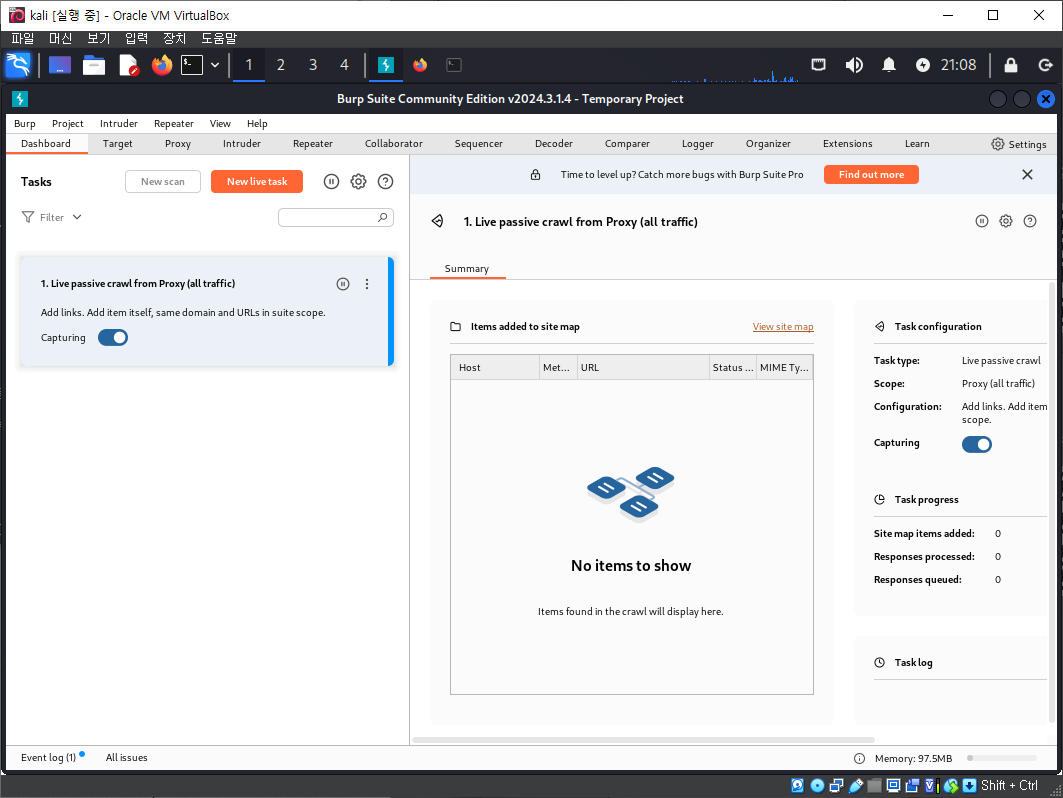 kali [실행 중] - Oracle VM VirtualBox
파일 머신 보기 입력 장치 도움말
1 2 3 4 21:08
Burp Suite Community Edition v2024.3.1.4 - Temporary Project
Burp Project Intruder Repeater View Help
Dashboard Target Proxy Intruder Repeater Collaborator Sequencer Decoder Comparer Logger Organizer Extensions Learn Settings
Tasks New scan New live task
Time to level up? Catch more bugs with Burp Suite Pro Find out more
Filter
1. Live passive crawl from Proxy (all traffic)
Summary
1. Live passive crawl from Proxy (all traffic)
Add links. Add item itself, same domain and URLs in suite scope.
Capturing
Items added to site map View site map
Host Met... URL Status ... MIME Ty...
No items to show
Items found in the crawl will display here.
Task configuration
Task type: Live passive crawl
Scope: Proxy (all traffic)
Configuration: Add links. Add item
scope.
Capturing
Task progress
Site map items added: 0
Responses processed: 0
Responses queued: 0
Task log
Event log (1) All issues Memory: 97.5MB
Shift + Ctrl